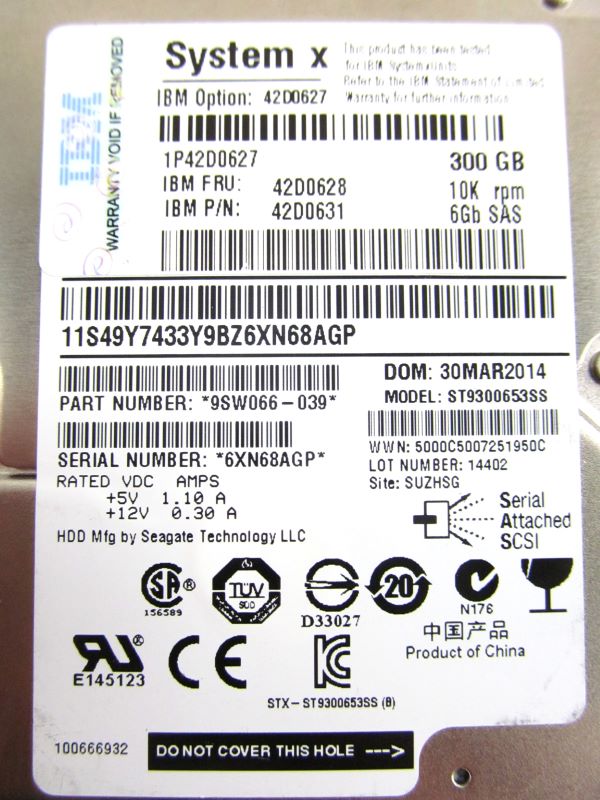 IBM
WARRANTY VOID IF REMOVED
System x
This product has been tested
for IBM System units
Refer to the IBM Statement of Limited
Warranty for further information
IBM Option: 42D0627
1P42D0627
300 GB
IBM FRU: 42D0628
10K rpm
IBM P/N: 42D0631
6Gb SAS
11S49Y7433Y9BZ6XN68AGP
DOM: 30MAR2014
PART NUMBER: *9SW066-039*
MODEL: ST9300653SS
SERIAL NUMBER: *6XN68AGP*
WWN: 5000C5007251950C
LOT NUMBER: 14402
Site: SUZHSG
RATED VDC AMPS
+5V 1.10 A
+12V 0.30 A
HDD Mfg by Seagate Technology LLC
Serial
Attached
SCSI
SA ®
156589
TÜV
SÜD
D33027
20
N176
中国产品
Product of China
RU ®
E145123
CE
KC
STX-ST9300653SS (B)
100666932
DO NOT COVER THIS HOLE --->